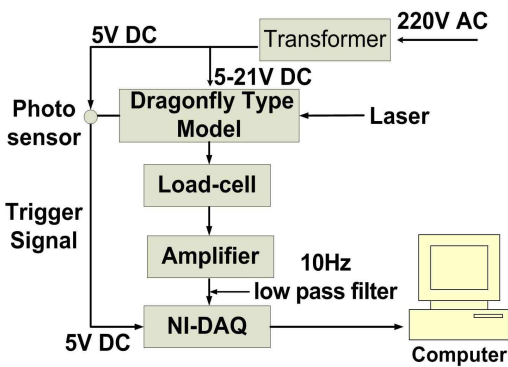 220V AC
5V DC
Transformer
5-21V DC
Photo
sensor
Dragonfly Type
Model
Laser
Load-cell
Trigger
Signal
Amplifier
10Hz
low pass filter
5V DC
NI-DAQ
Computer